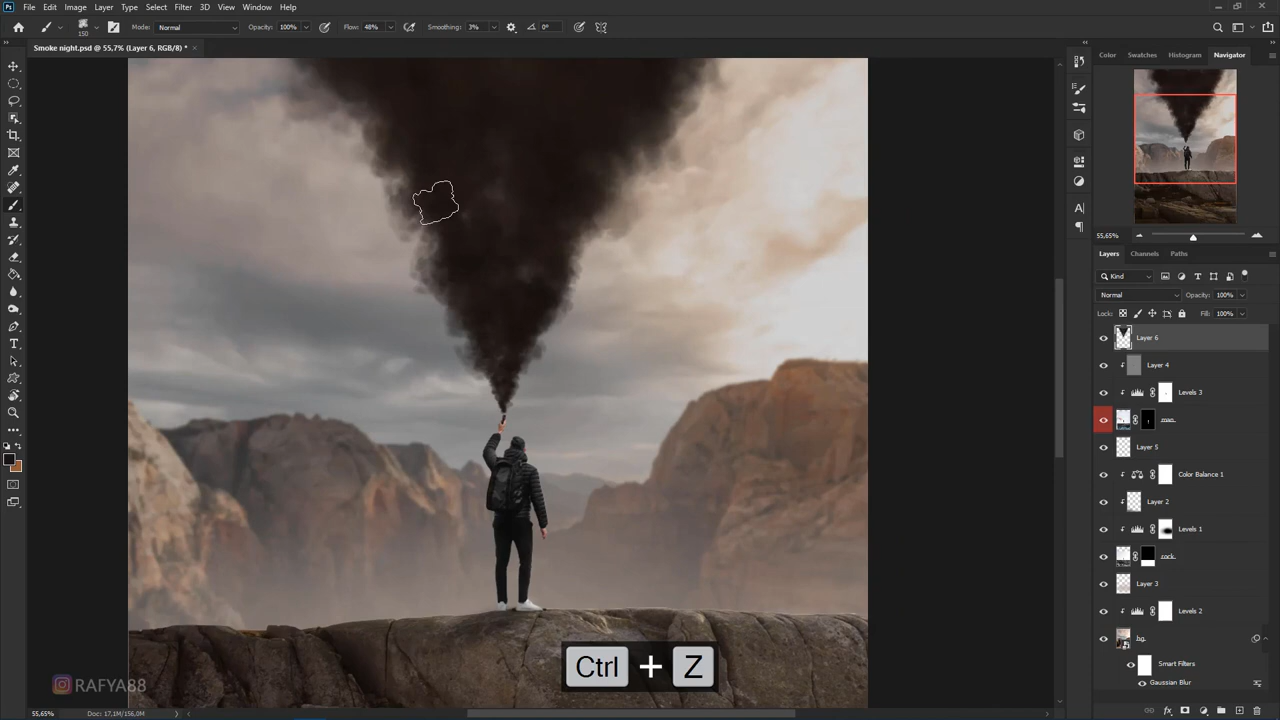 Ps File Edit Image Layer Type Select Filter 3D View Window Help
150 Mode: Normal Opacity: 100% Flow: 48% Smoothing: 3% 0°
Smoke night.psd @ 55,7% (Layer 6, RGB/8) *
Color Swatches Histogram Navigator
55,65%
Layers Channels Paths
Kind
Normal Opacity: 100%
Lock: Fill: 100%
Layer 6
Layer 4
Levels 3
Layer 5
Color Balance 1
Layer 2
Levels 1
Layer 3
Levels 2
bg
Smart Filters
Gaussian Blur
Ctrl + Z
RAFYA88
55,65% Doc: 17,1M/156,0M